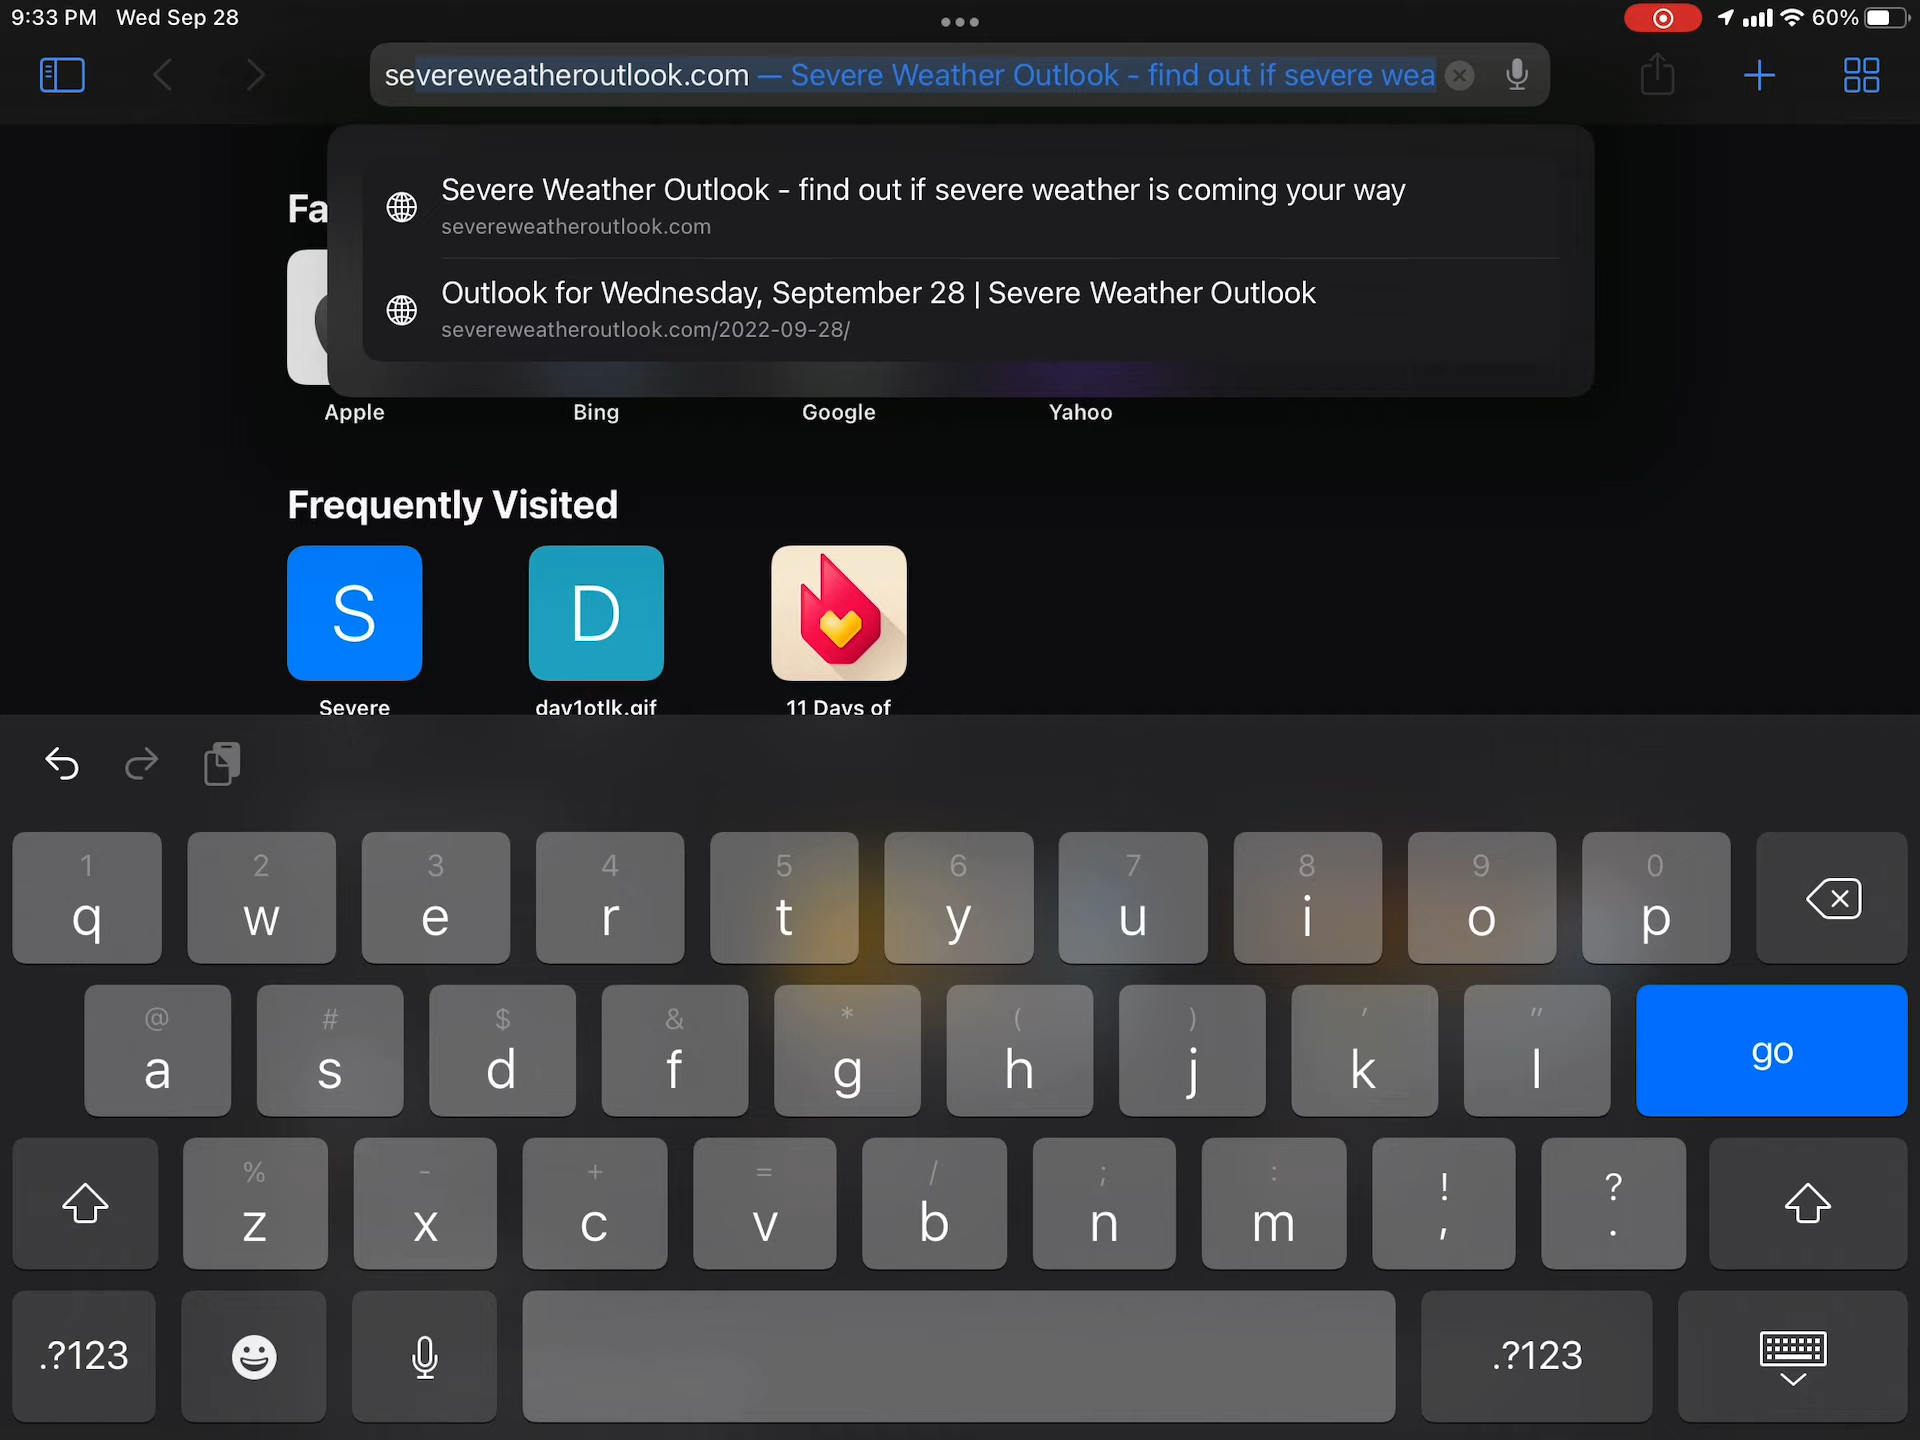 9:33 PM Wed Sep 28
60%
severeweatheroutlook.com — Severe Weather Outlook - find out if severe wea
Severe Weather Outlook - find out if severe weather is coming your way
severeweatheroutlook.com
Outlook for Wednesday, September 28 | Severe Weather Outlook
severeweatheroutlook.com/2022-09-28/
Fa
Apple Bing Google Yahoo
Frequently Visited
S D
Severe day1otlk.gif 11 Days of
1 2 3 4 5 6 7 8 9 0
q w e r t y u i o p
@ # $ & * ( ) ' "
a s d f g h j k l go
% - + = / ; : ! ?
z x c v b n m , .
.?123 .?123